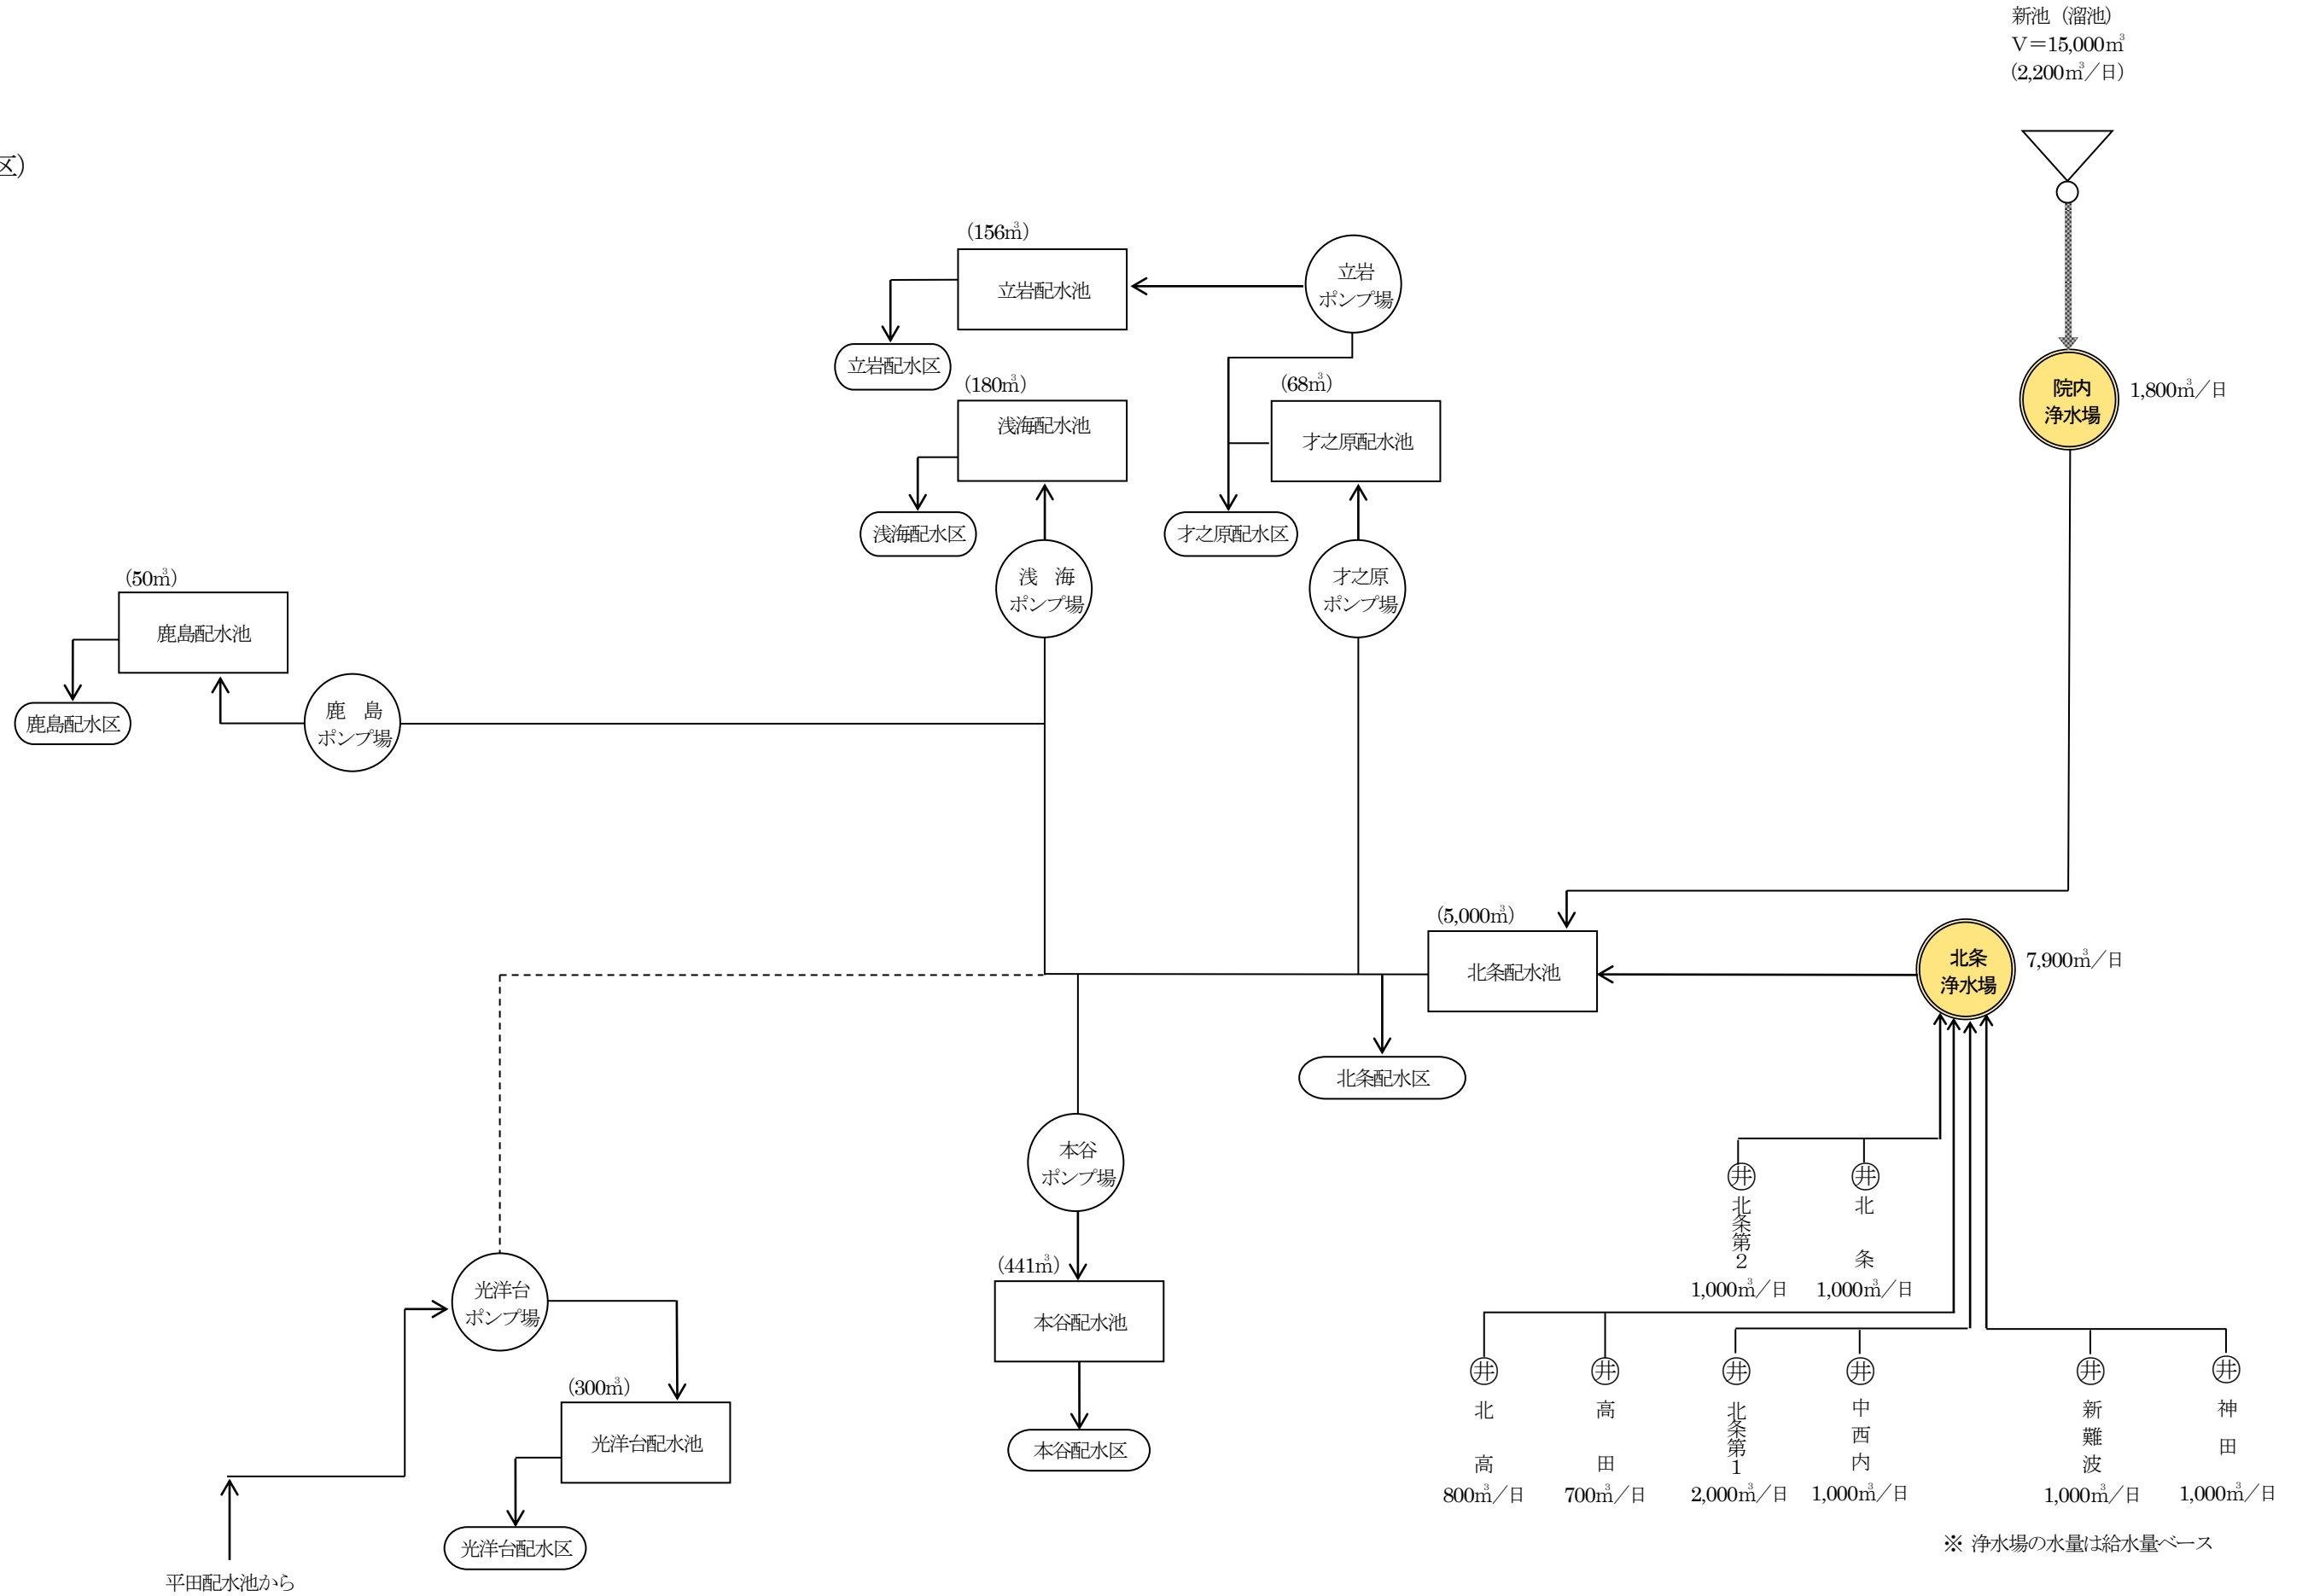 新池（溜池）
V＝15,000㎥
（2,200㎥／日）
区）
院内
浄水場
1,800㎥／日
（156㎥）
立岩配水池
立岩
ポンプ場
立岩配水区
（180㎥）
浅海配水池
（68㎥）
才之原配水池
浅海配水区
才之原配水区
浅　海
ポンプ場
才之原
ポンプ場
（50㎥）
鹿島配水池
鹿島配水区
鹿　島
ポンプ場
（5,000㎥）
北条配水池
北条
浄水場
7,900㎥／日
北条配水区
本谷
ポンプ場
（441㎥）
本谷配水池
本谷配水区
光洋台
ポンプ場
（300㎥）
光洋台配水池
光洋台配水区
平田配水池から
井
北条第２
1,000㎥／日
井
北　条
1,000㎥／日
井
北　高
800㎥／日
井
高　田
700㎥／日
井
北条第１
2,000㎥／日
井
中西内
1,000㎥／日
井
新難波
1,000㎥／日
井
神田
1,000㎥／日
※ 浄水場の水量は給水量ベース